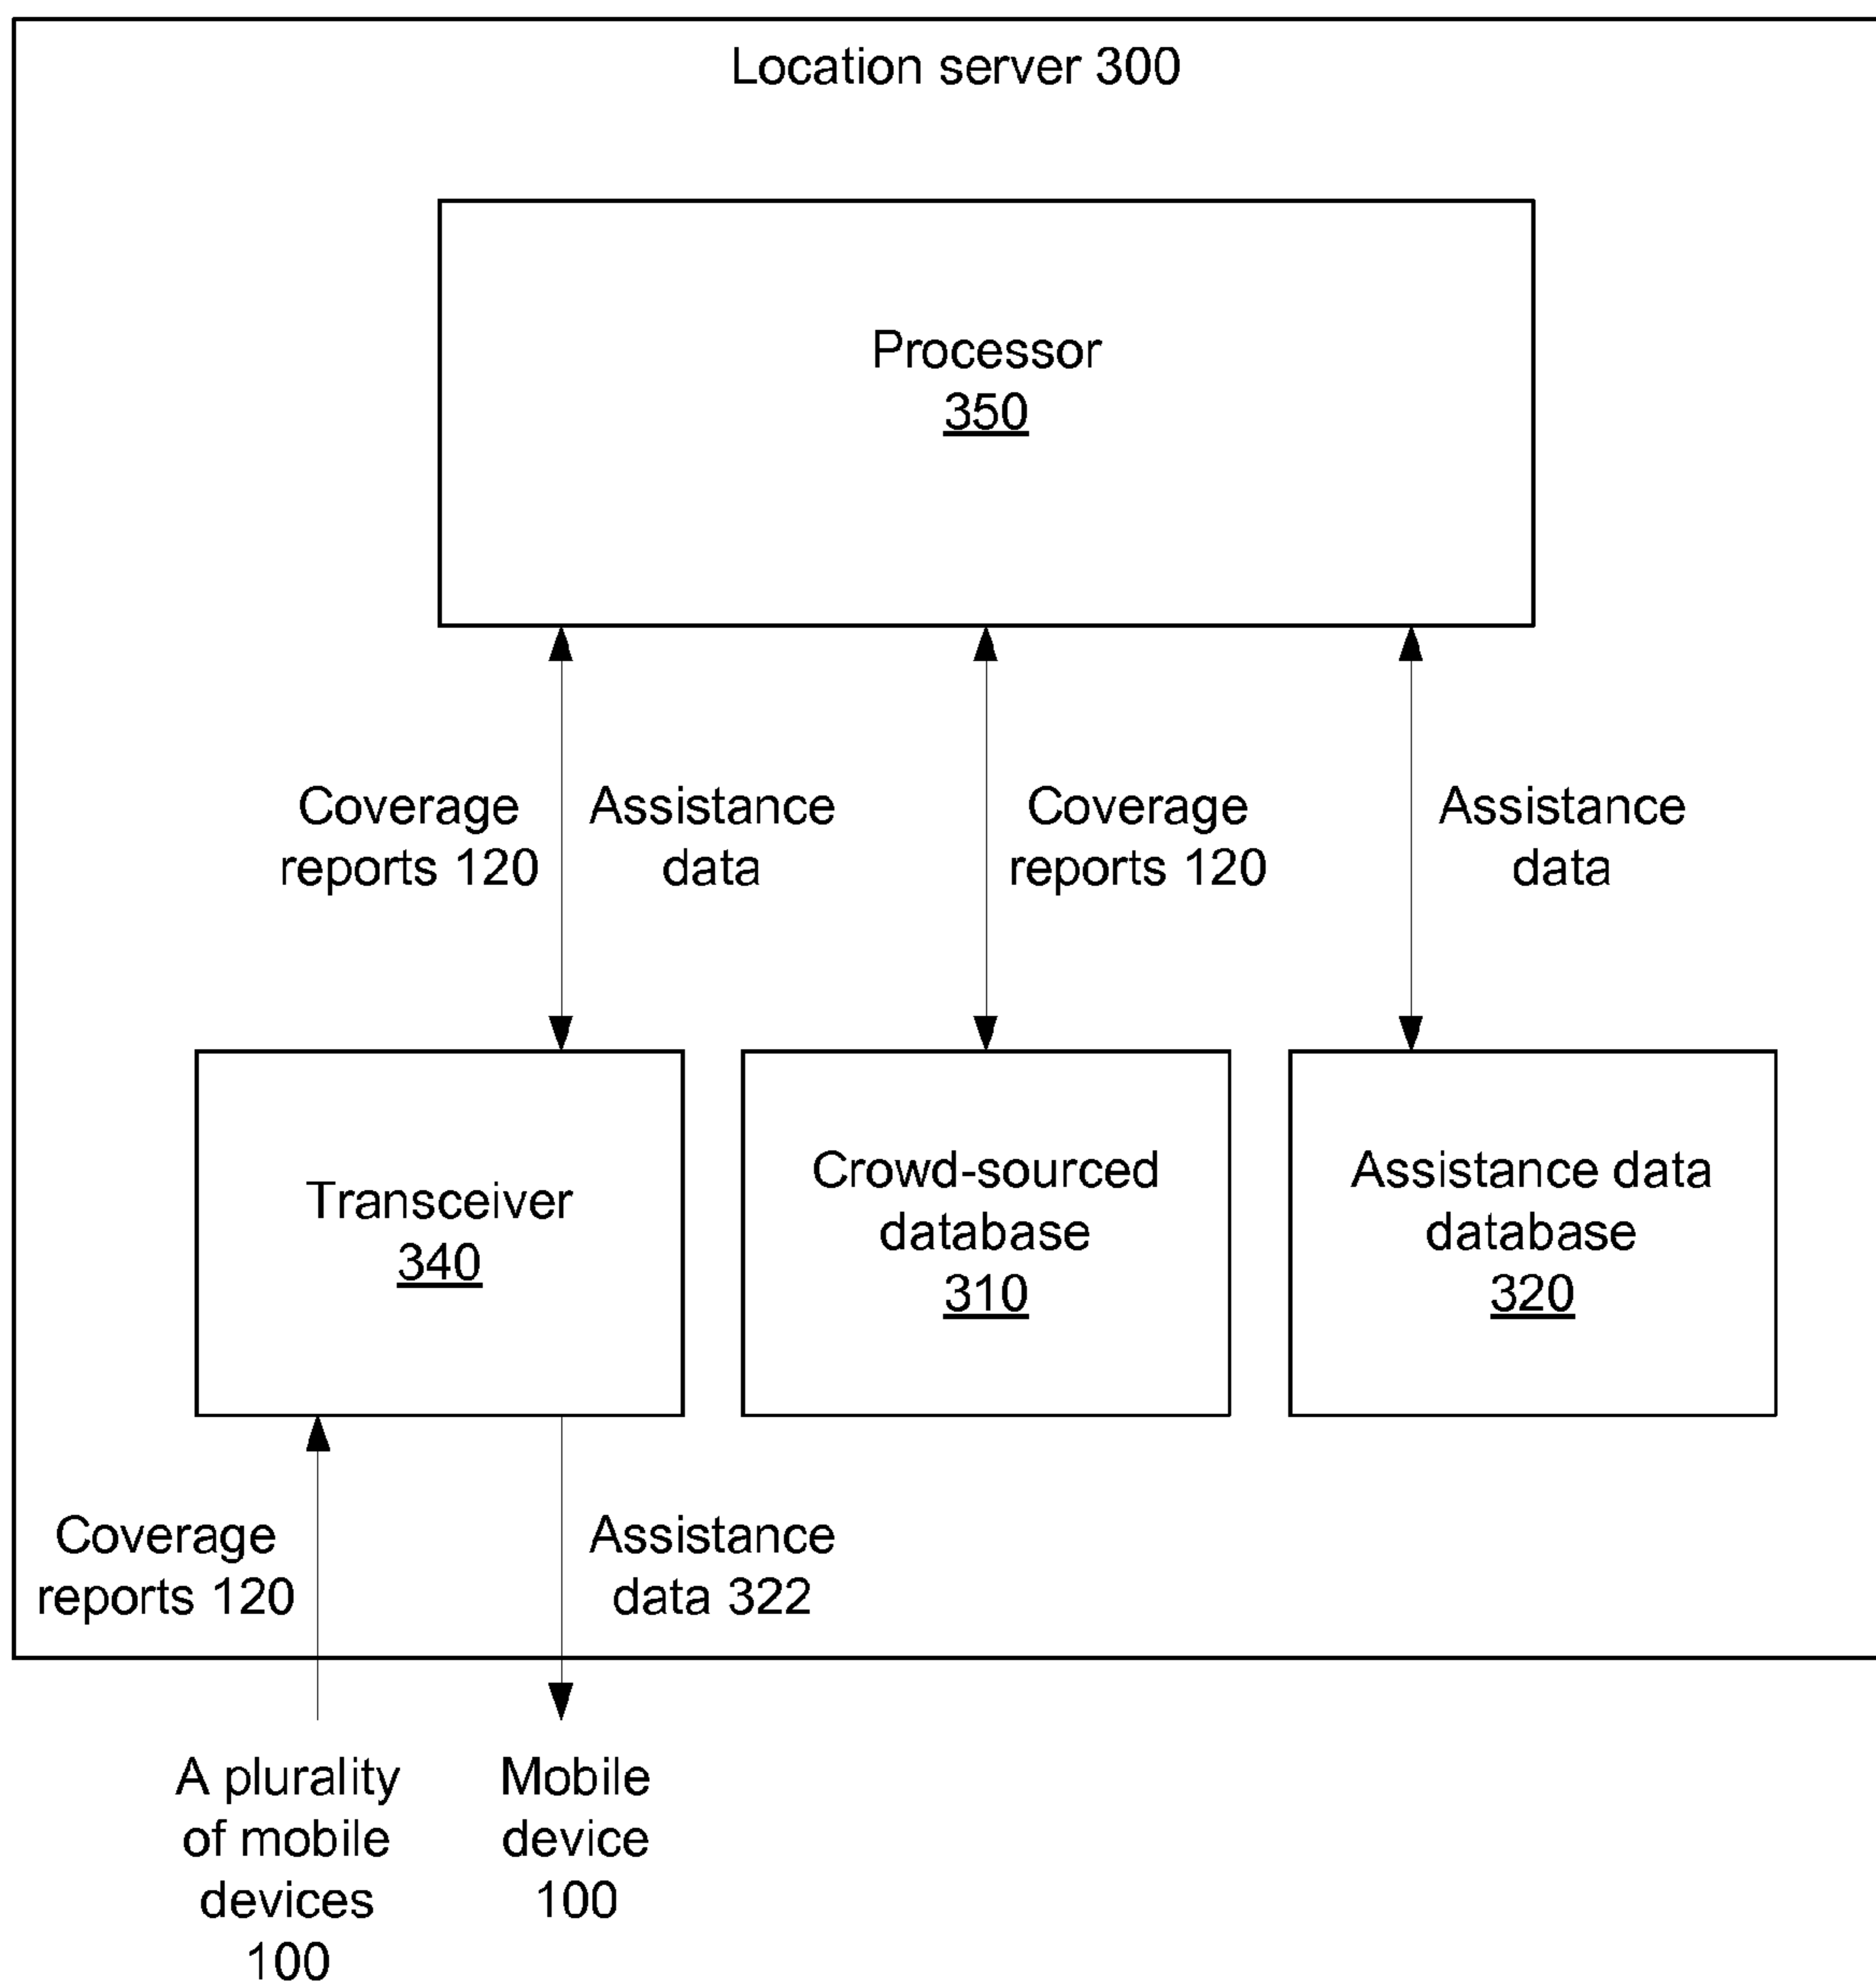 Location server 300
Processor
350
Coverage
reports 120
Assistance
data
Coverage
reports 120
Assistance
data
Transceiver
340
Crowd-sourced
database
310
Assistance data
database
320
Coverage
reports 120
Assistance
data 322
A plurality
of mobile
devices
100
Mobile
device
100